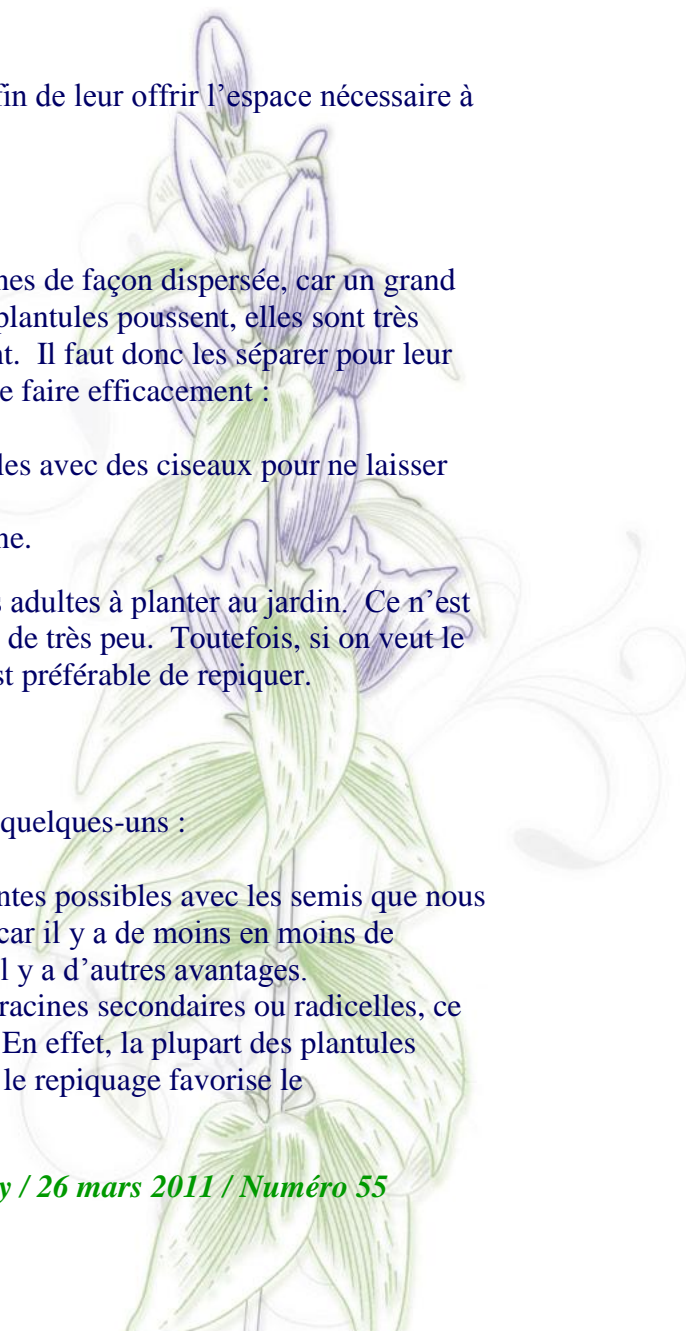 fin de leur offrir l’espace nécessaire à
nes de façon dispersée, car un grand
plantules poussent, elles sont très
nt. Il faut donc les séparer pour leur
e faire efficacement :
les avec des ciseaux pour ne laisser
ne.
s adultes à planter au jardin. Ce n’est
de très peu. Toutefois, si on veut le
st préférable de repiquer.
quelques-uns :
ntes possibles avec les semis que nous
car il y a de moins en moins de
l y a d’autres avantages.
racines secondaires ou radicelles, ce
En effet, la plupart des plantules
le repiquage favorise le
y / 26 mars 2011 / Numéro 55